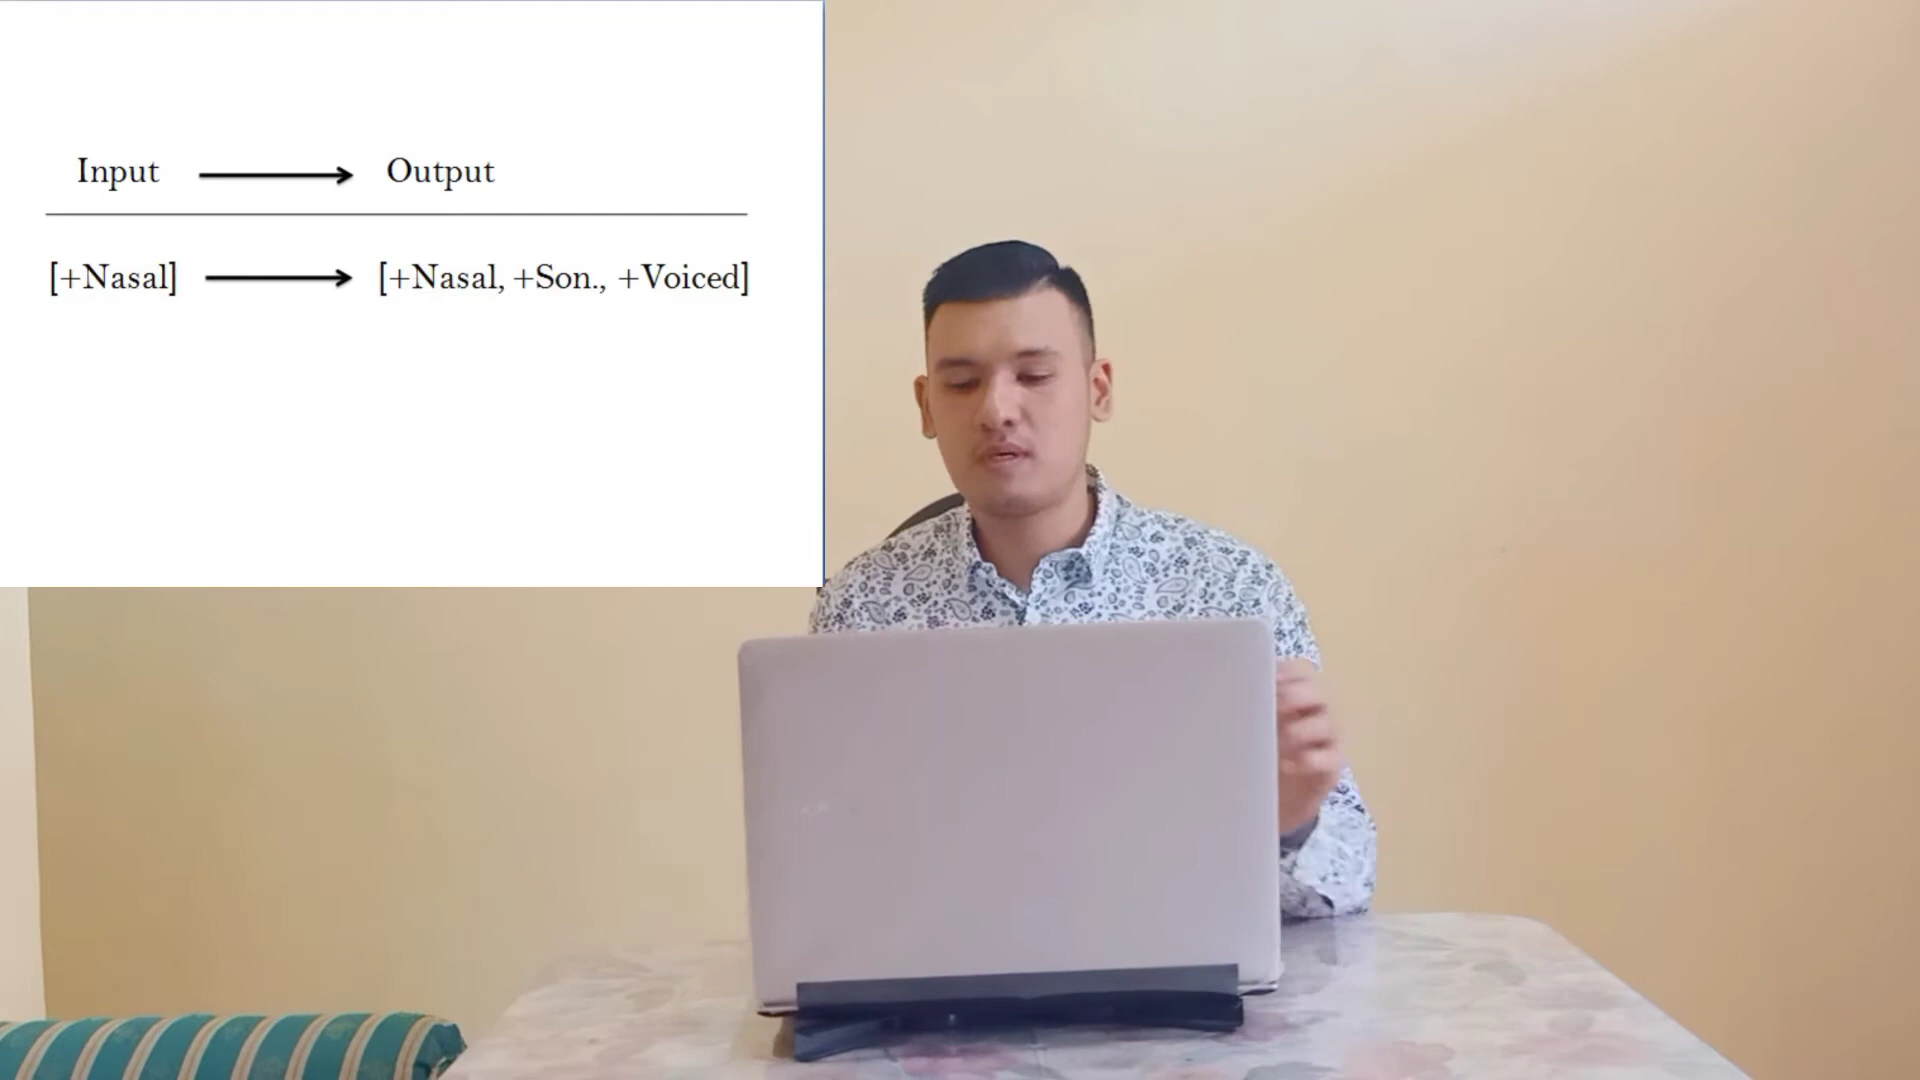 Input → Output
[+Nasal] → [+Nasal, +Son., +Voiced]